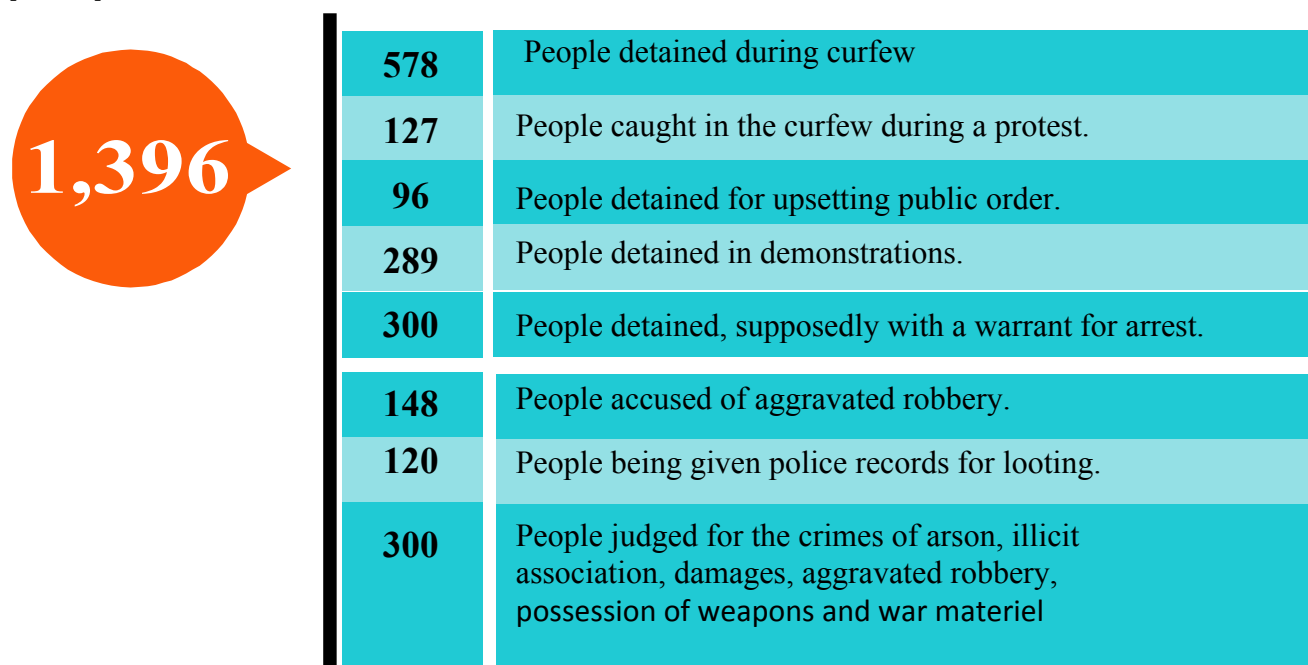 1,396
578 People detained during curfew
127 People caught in the curfew during a protest.
96 People detained for upsetting public order.
289 People detained in demonstrations.
300 People detained, supposedly with a warrant for arrest.
148 People accused of aggravated robbery.
120 People being given police records for looting.
300 People judged for the crimes of arson, illicit
association, damages, aggravated robbery,
possession of weapons and war materiel